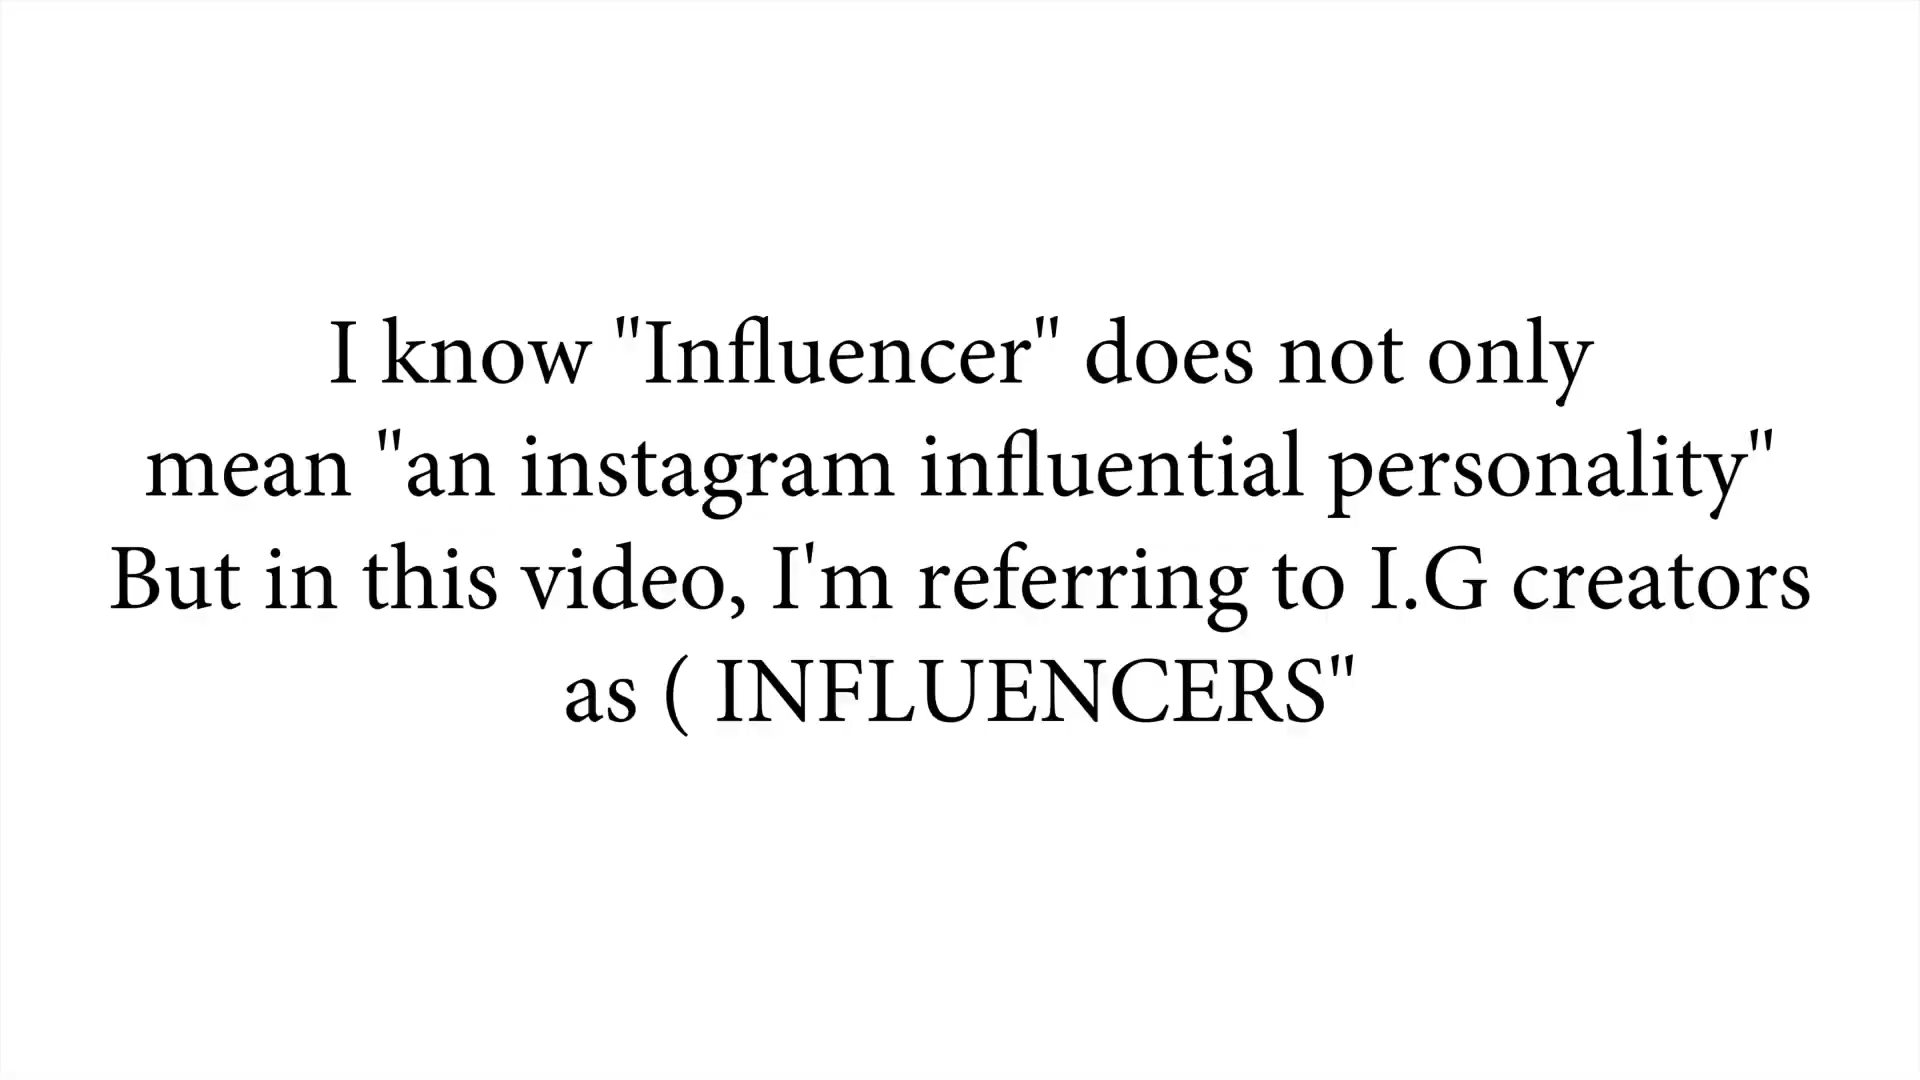 I know "Influencer" does not only
mean "an instagram influential personality"
But in this video, I'm referring to I.G creators
as ( INFLUENCERS"